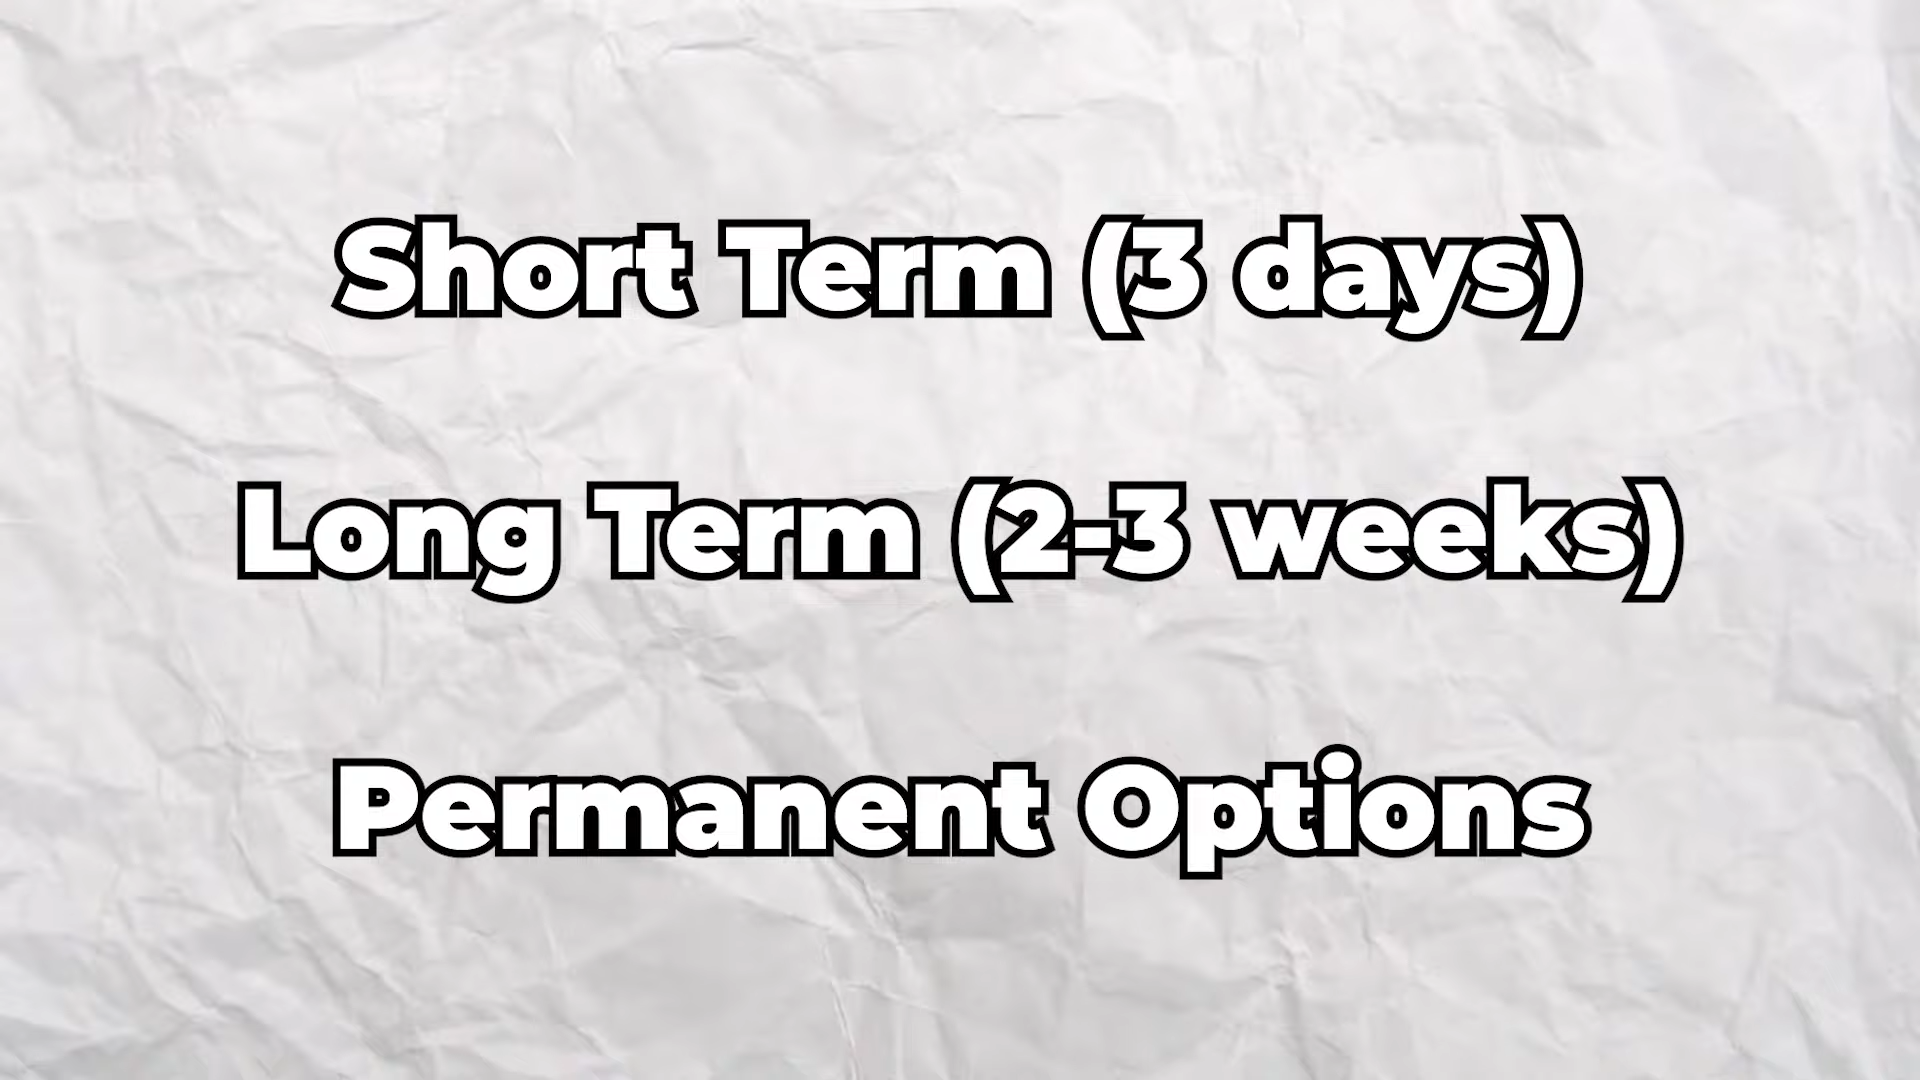 Short Term (3 days)
Long Term (2-3 weeks)
Permanent Options